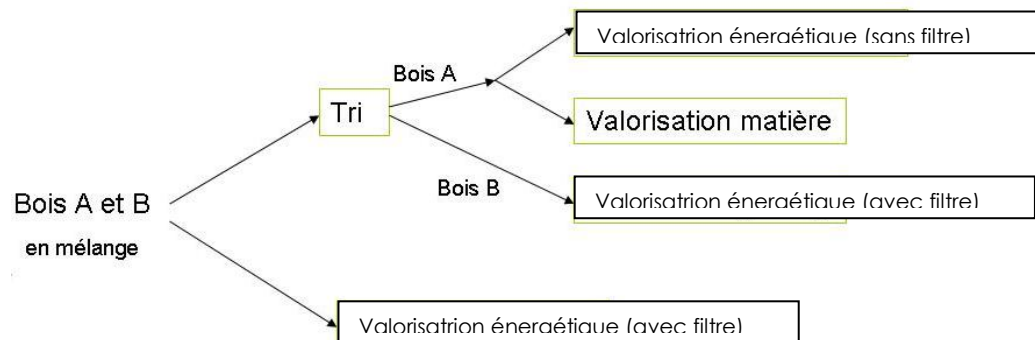 Valorisatrion énergétique (sans filtre)
Bois A
Tri
Valorisation matière
Bois B
Valorisatrion énergétique (avec filtre)
Bois A et B
en mélange
Valorisatrion énergétique (avec filtre)